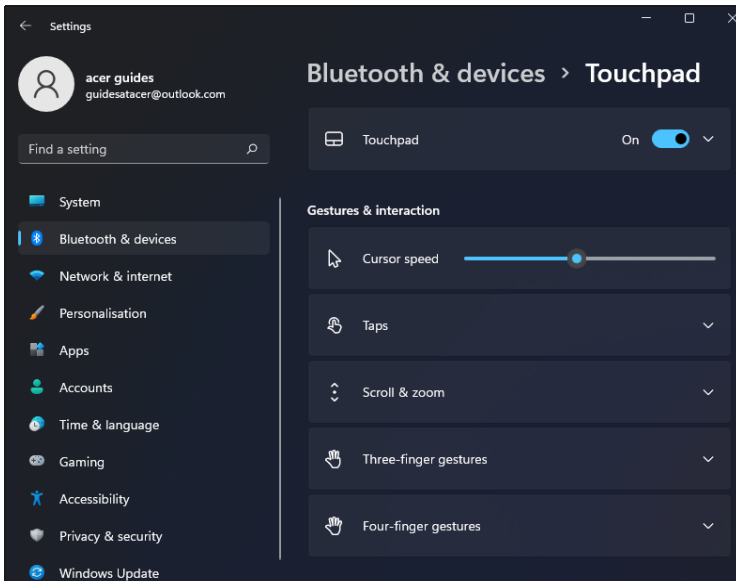 Settings
acer guides
guidesatacer@outlook.com
Find a setting
System
Bluetooth & devices
Network & internet
Personalisation
Apps
Accounts
Time & language
Gaming
Accessibility
Privacy & security
Windows Update
Bluetooth & devices › Touchpad
Touchpad On
Gestures & interaction
Cursor speed
Taps
Scroll & zoom
Three-finger gestures
Four-finger gestures